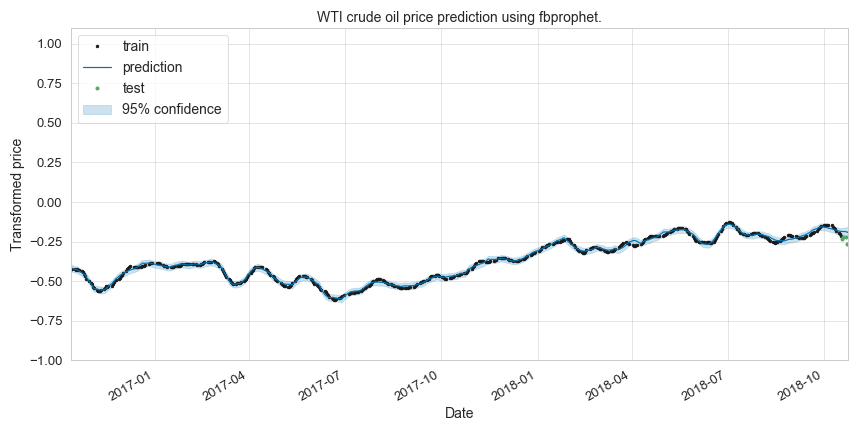 WTI crude oil price prediction using fbprophet.
1.00
0.75
0.50
0.25
0.00
−0.25
−0.50
−0.75
−1.00
Transformed price
train
prediction
test
95% confidence
2017-01
2017-04
2017-07
2017-10
2018-01
2018-04
2018-07
2018-10
Date